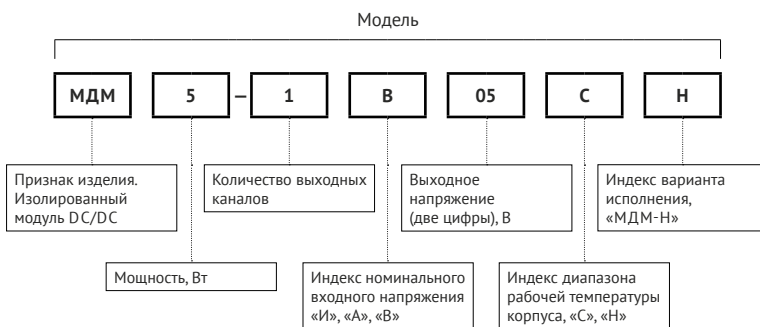 Модель
МДМ 5 – 1 В 05 С Н
Признак изделия.
Изолированный
модуль DC/DC
Количество выходных
каналов
Выходное
напряжение
(две цифры), В
Индекс варианта
исполнения,
«МДМ-Н»
Мощность, Вт
Индекс номинального
входного напряжения
«И», «А», «В»
Индекс диапазона
рабочей температуры
корпуса, «С», «Н»